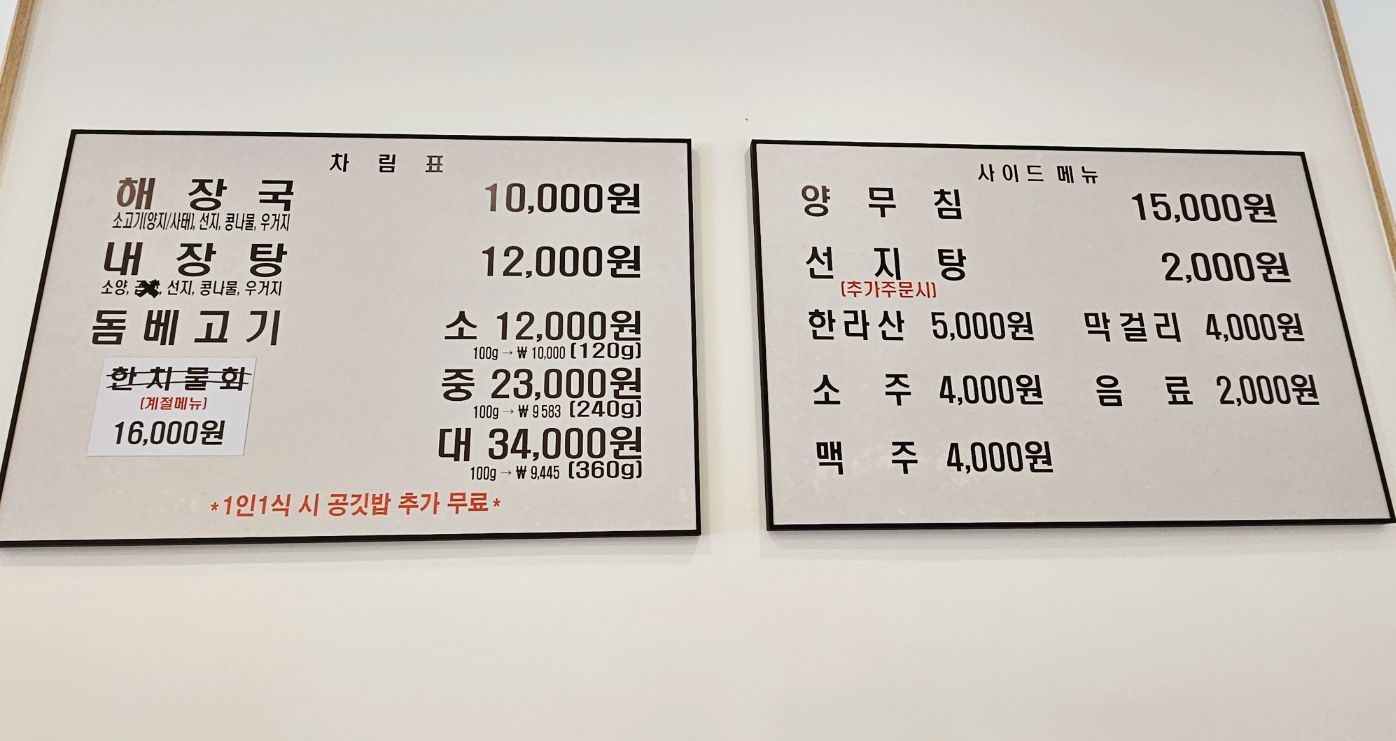 차림표
해장국 10,000원
소고기(양지/사태), 선지, 콩나물, 우거지
내장탕 12,000원
소양, 선지, 콩나물, 우거지
돔베고기 소 12,000원
100g → ₩ 10,000 (120g)
중 23,000원
100g → ₩ 9583 (240g)
대 34,000원
100g → ₩ 9,445 (360g)
한치물회
(계절메뉴)
16,000원
*1인1식 시 공깃밥 추가 무료*
사이드 메뉴
양무침 15,000원
선지탕 2,000원
(추가주문시)
한라산 5,000원 막걸리 4,000원
소주 4,000원 음료 2,000원
맥주 4,000원